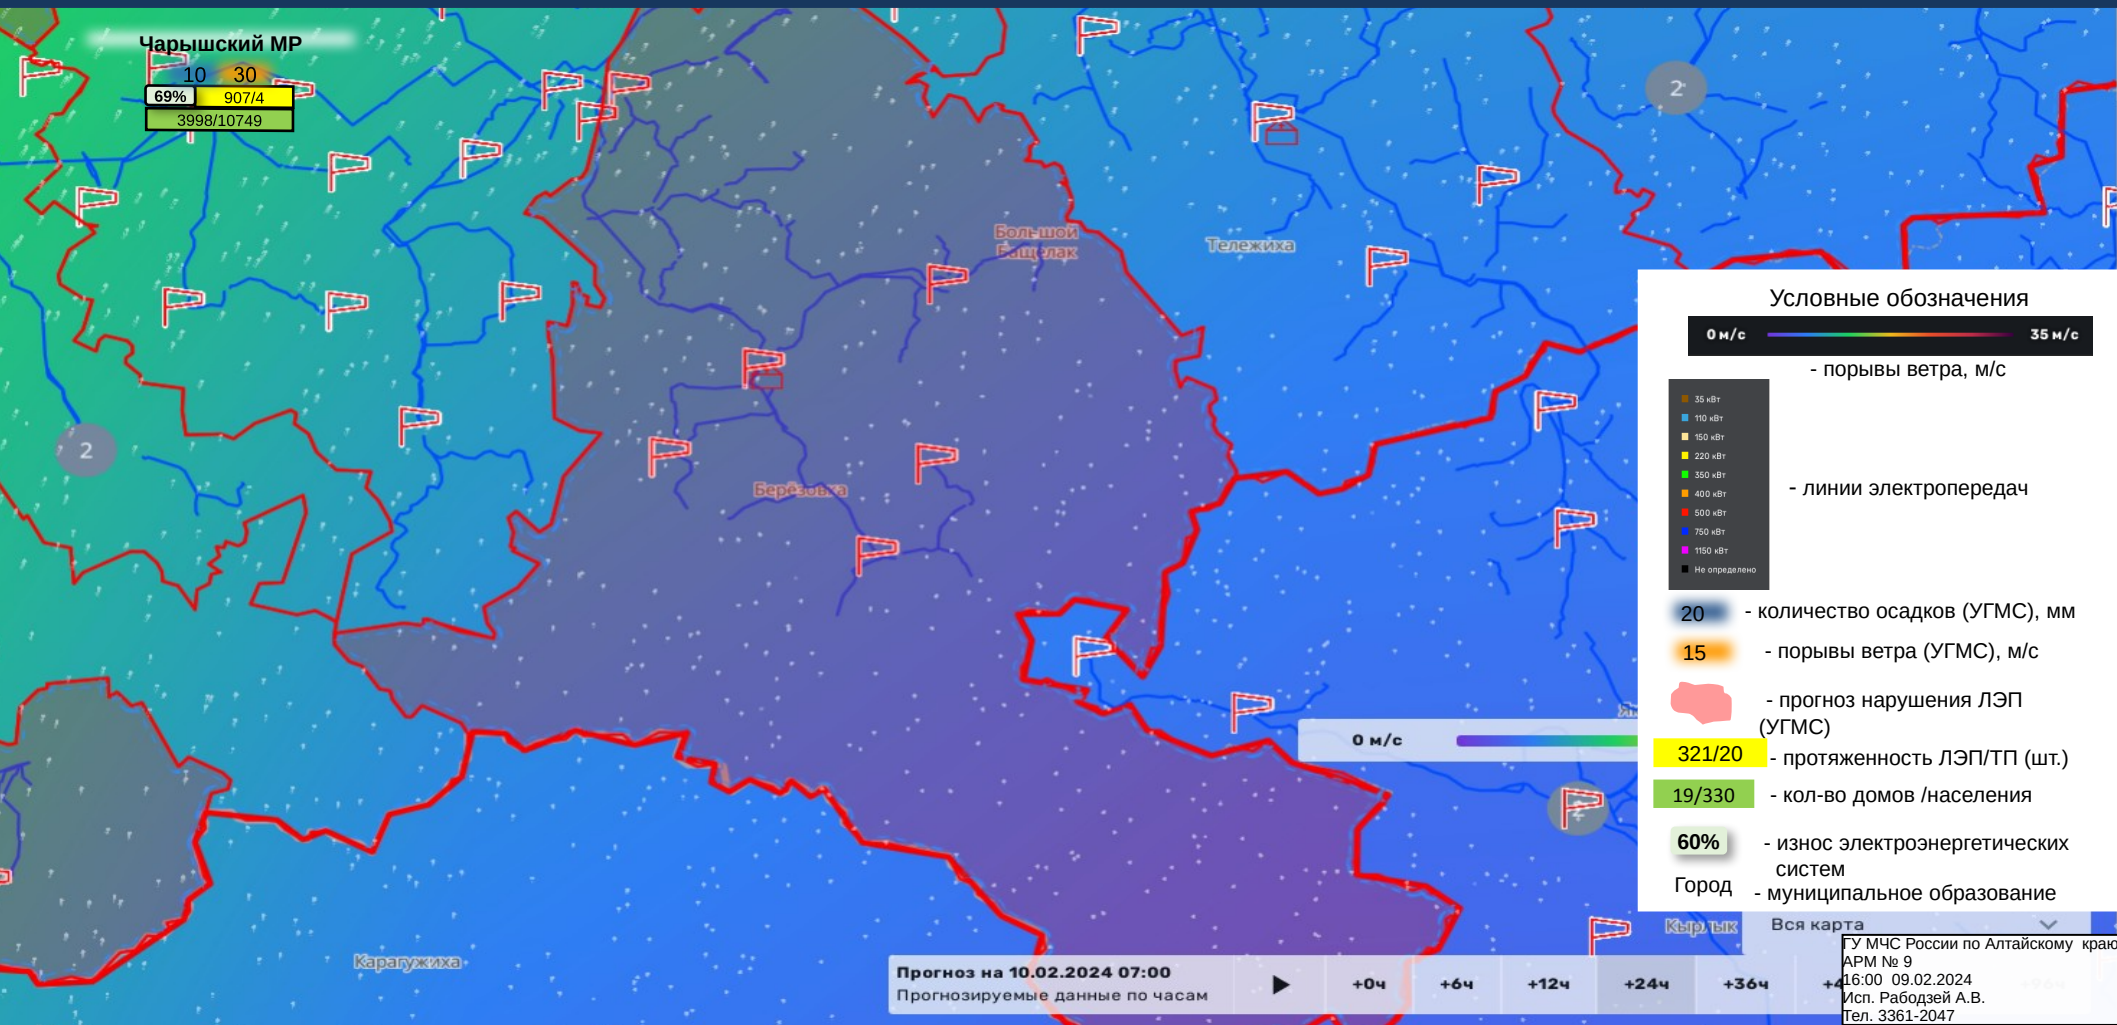 Чарышский МР
10 30
69% 907/4
3998/10749
2
2
Большой
Бащелак
Тележиха
Берёзовка
Карагужиха
Условные обозначения
0 м/с 35 м/с
- порывы ветра, м/с
35 кВт
110 кВт
150 кВт
220 кВт
350 кВт
400 кВт
500 кВт
750 кВт
1150 кВт
Не определено
- линии электропередач
20 - количество осадков (УГМС), мм
15 - порывы ветра (УГМС), м/с
- прогноз нарушения ЛЭП
(УГМС)
321/20 - протяженность ЛЭП/ТП (шт.)
19/330 - кол-во домов /населения
60% - износ электроэнергетических
систем
Город - муниципальное образование
0 м/с
2
Кырлык
Вся карта
Прогноз на 10.02.2024 07:00
Прогнозируемые данные по часам
+0ч +6ч +12ч +24ч +36ч +4
ГУ МЧС России по Алтайскому краю
АРМ № 9
16:00 09.02.2024
Исп. Рабодзей А.В.
Тел. 3361-2047